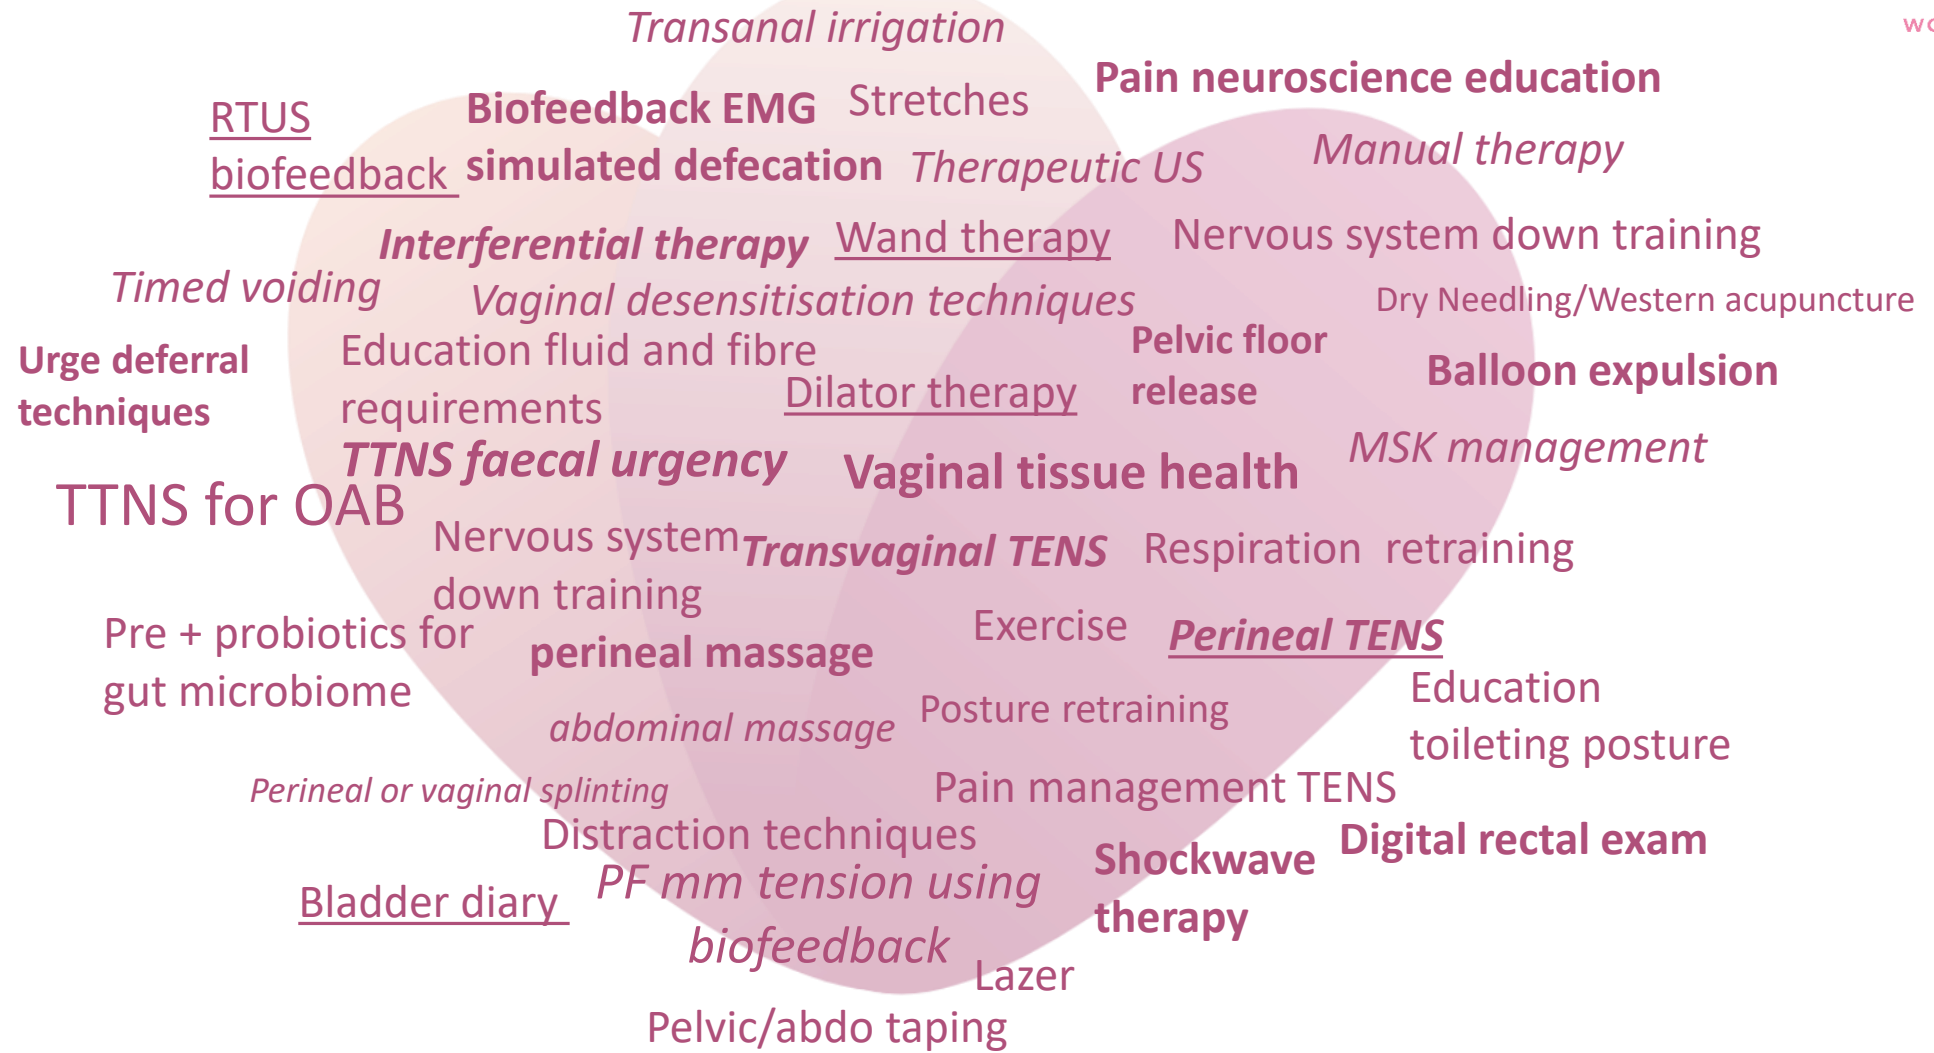 Transanal irrigation
Pain neuroscience education
RTUS
biofeedback
Biofeedback EMG
simulated defecation
Stretches
Therapeutic US
Manual therapy
Interferential therapy
Wand therapy
Nervous system down training
Timed voiding
Vaginal desensitisation techniques
Dry Needling/Western acupuncture
Urge deferral
techniques
Education fluid and fibre
requirements
Dilator therapy
Pelvic floor
release
Balloon expulsion
TTNS faecal urgency
Vaginal tissue health
MSK management
TTNS for OAB
Nervous system
down training
Transvaginal TENS
Respiration retraining
Pre + probiotics for
gut microbiome
perineal massage
Exercise
Perineal TENS
Education
toileting posture
abdominal massage
Posture retraining
Perineal or vaginal splinting
Pain management TENS
Distraction techniques
Shockwave
therapy
Digital rectal exam
Bladder diary
PF mm tension using
biofeedback
Lazer
Pelvic/abdo taping